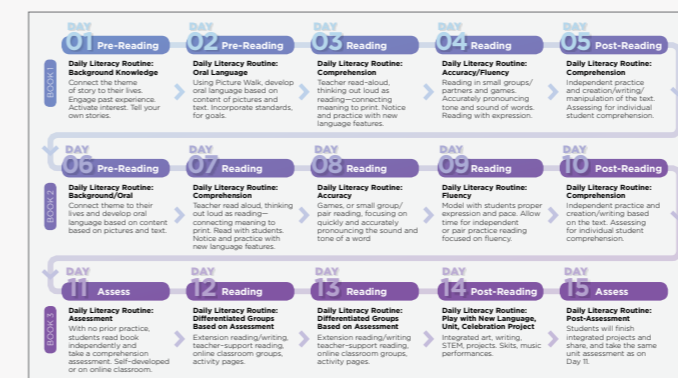 DAY
01 Pre-Reading
Daily Literacy Routine:
Background Knowledge
Connect the theme
of story to their lives.
Engage past experience.
Activate interest. Tell your
own stories.
DAY
02 Pre-Reading
Daily Literacy Routine:
Oral Language
Using Picture Walk, develop
oral language based on
content of pictures and
text. Incorporate standards,
for goals.
DAY
03 Reading
Daily Literacy Routine:
Comprehension
Teacher read-aloud,
thinking out loud as
reading—connecting
meaning to print. Notice
and practice with new
language features.
DAY
04 Reading
Daily Literacy Routine:
Accuracy/Fluency
Reading in small groups/
partners and games.
Accurately pronouncing
tone and sound of words.
Reading with expression.
DAY
05 Post-Reading
Daily Literacy Routine:
Comprehension
Independent practice
and creation/writing/
manipulation of the text.
Assessing for individual
student comprehension.
BOOK 1
DAY
06 Pre-Reading
Daily Literacy Routine:
Background/Oral
Connect theme to their
lives and develop oral
language based on content
based on pictures and text.
DAY
07 Reading
Daily Literacy Routine:
Comprehension
Teacher read aloud, thinking
out loud as reading—
connecting meaning to
print. Read with students.
Notice and practice with
new language features.
DAY
08 Reading
Daily Literacy Routine:
Accuracy
Games, or small group/
pair reading, focusing on
quickly and accurately
pronouncing the sound and
tone of a word
DAY
09 Reading
Daily Literacy Routine:
Fluency
Model with students proper
expression and pace. Allow
time for independent
or pair practice reading
focused on fluency.
DAY
10 Post-Reading
Daily Literacy Routine:
Comprehension
Independent practice and
creation/writing based
on the text. Assessing
for individual student
comprehension.
BOOK 2
DAY
11 Assess
Daily Literacy Routine:
Assessment
With no prior practice,
students read book
independently and
take a comprehension
assessment. Self-developed
or on online classroom.
DAY
12 Reading
Daily Literacy Routine:
Differentiated Groups
Based on Assessment
Extension reading/writing
teacher-support reading,
online classroom groups,
activity pages.
DAY
13 Reading
Daily Literacy Routine:
Differentiated Groups
Based on Assessment
Extension reading/writing
teacher-support reading,
online classroom groups,
activity pages.
DAY
14 Post-Reading
Daily Literacy Routine:
Play with New Language,
Unit, Celebration Project
Integrated art, writing,
STEM, projects. Skits, music
performances.
DAY
15 Assess
Daily Literacy Routine:
Post-Assessment
Students will finish
integrated projects and
share, and take the same
unit assessment as on
Day 11.
BOOK 3